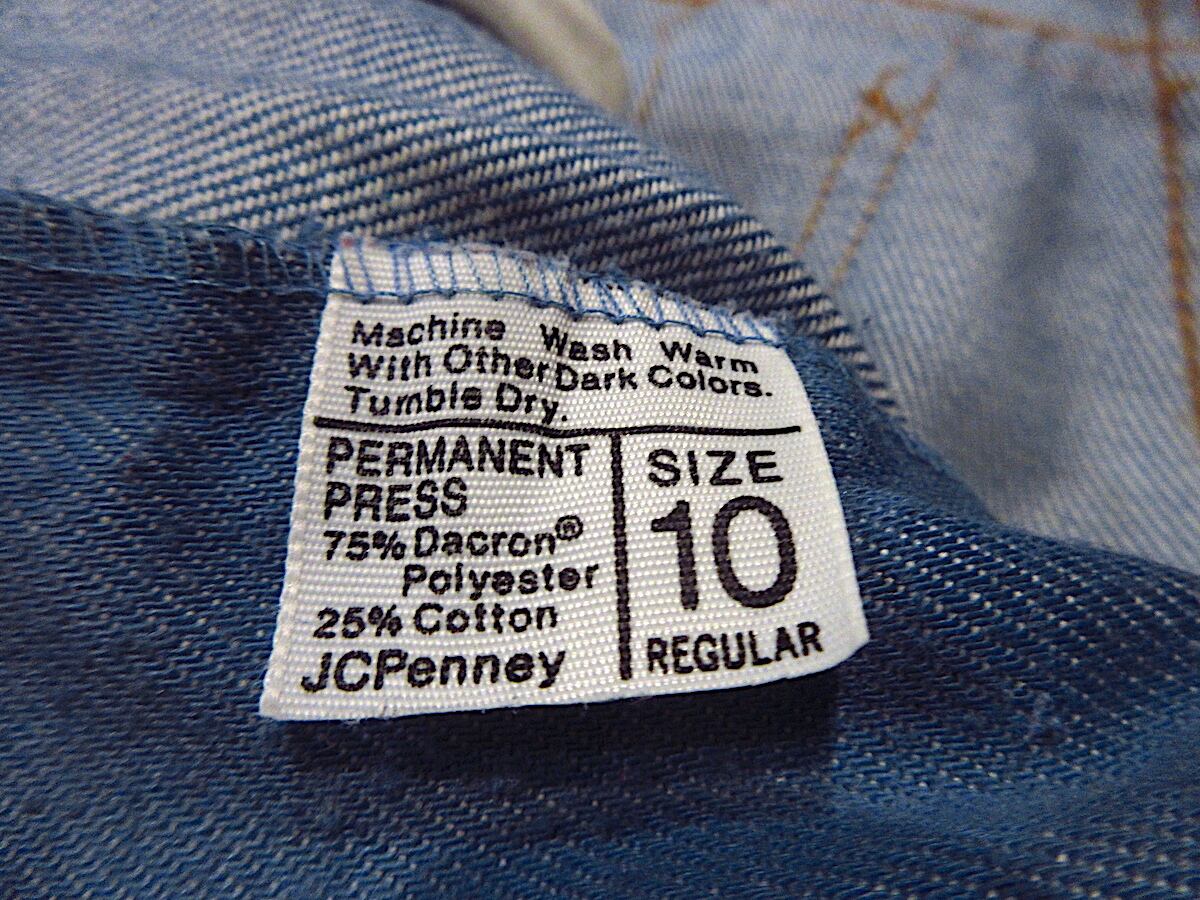 Machine Wash Warm
With Other Dark Colors.
Tumble Dry.
PERMANENT
PRESS
75% Dacron®
Polyester
25% Cotton
JCPenney
SIZE
10
REGULAR